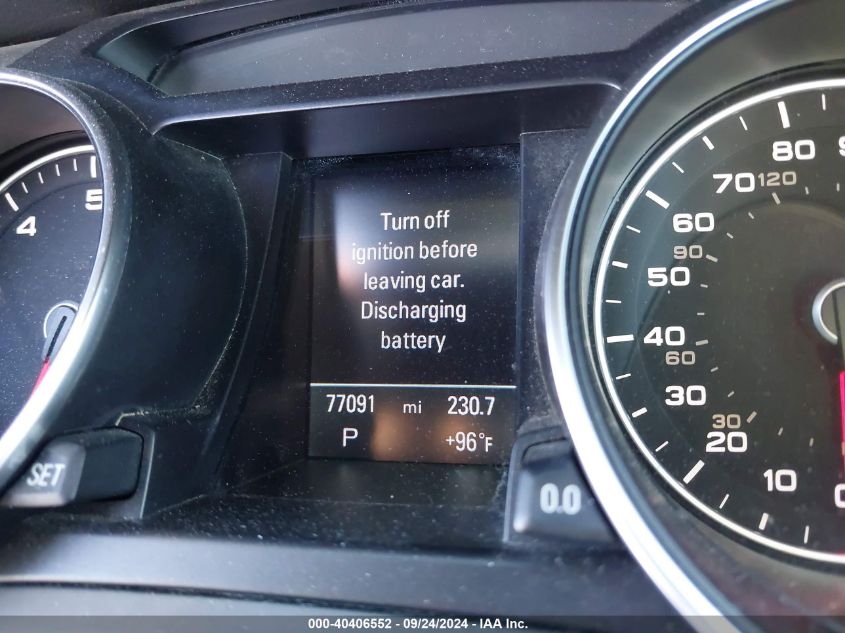 Turn off
ignition before
leaving car.
Discharging
battery
77091 mi 230.7
P +96°F
4 5
SET
0.0
80
70 120
60
90
50
40
60
30
30
20
10
000-40406552 - 09/24/2024 - IAA Inc.